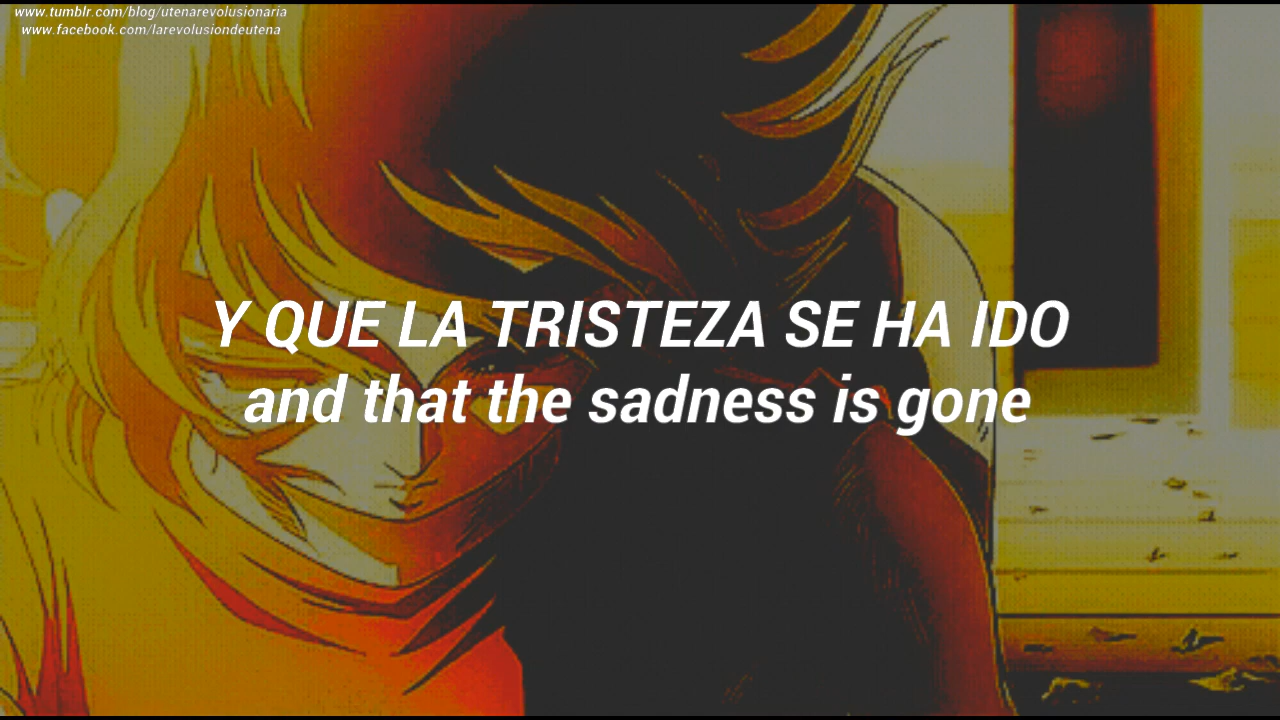 www.tumblr.com/blog/utenarevolusionaria
www.facebook.com/larevolusiondeutena
Y QUE LA TRISTEZA SE HA IDO
and that the sadness is gone